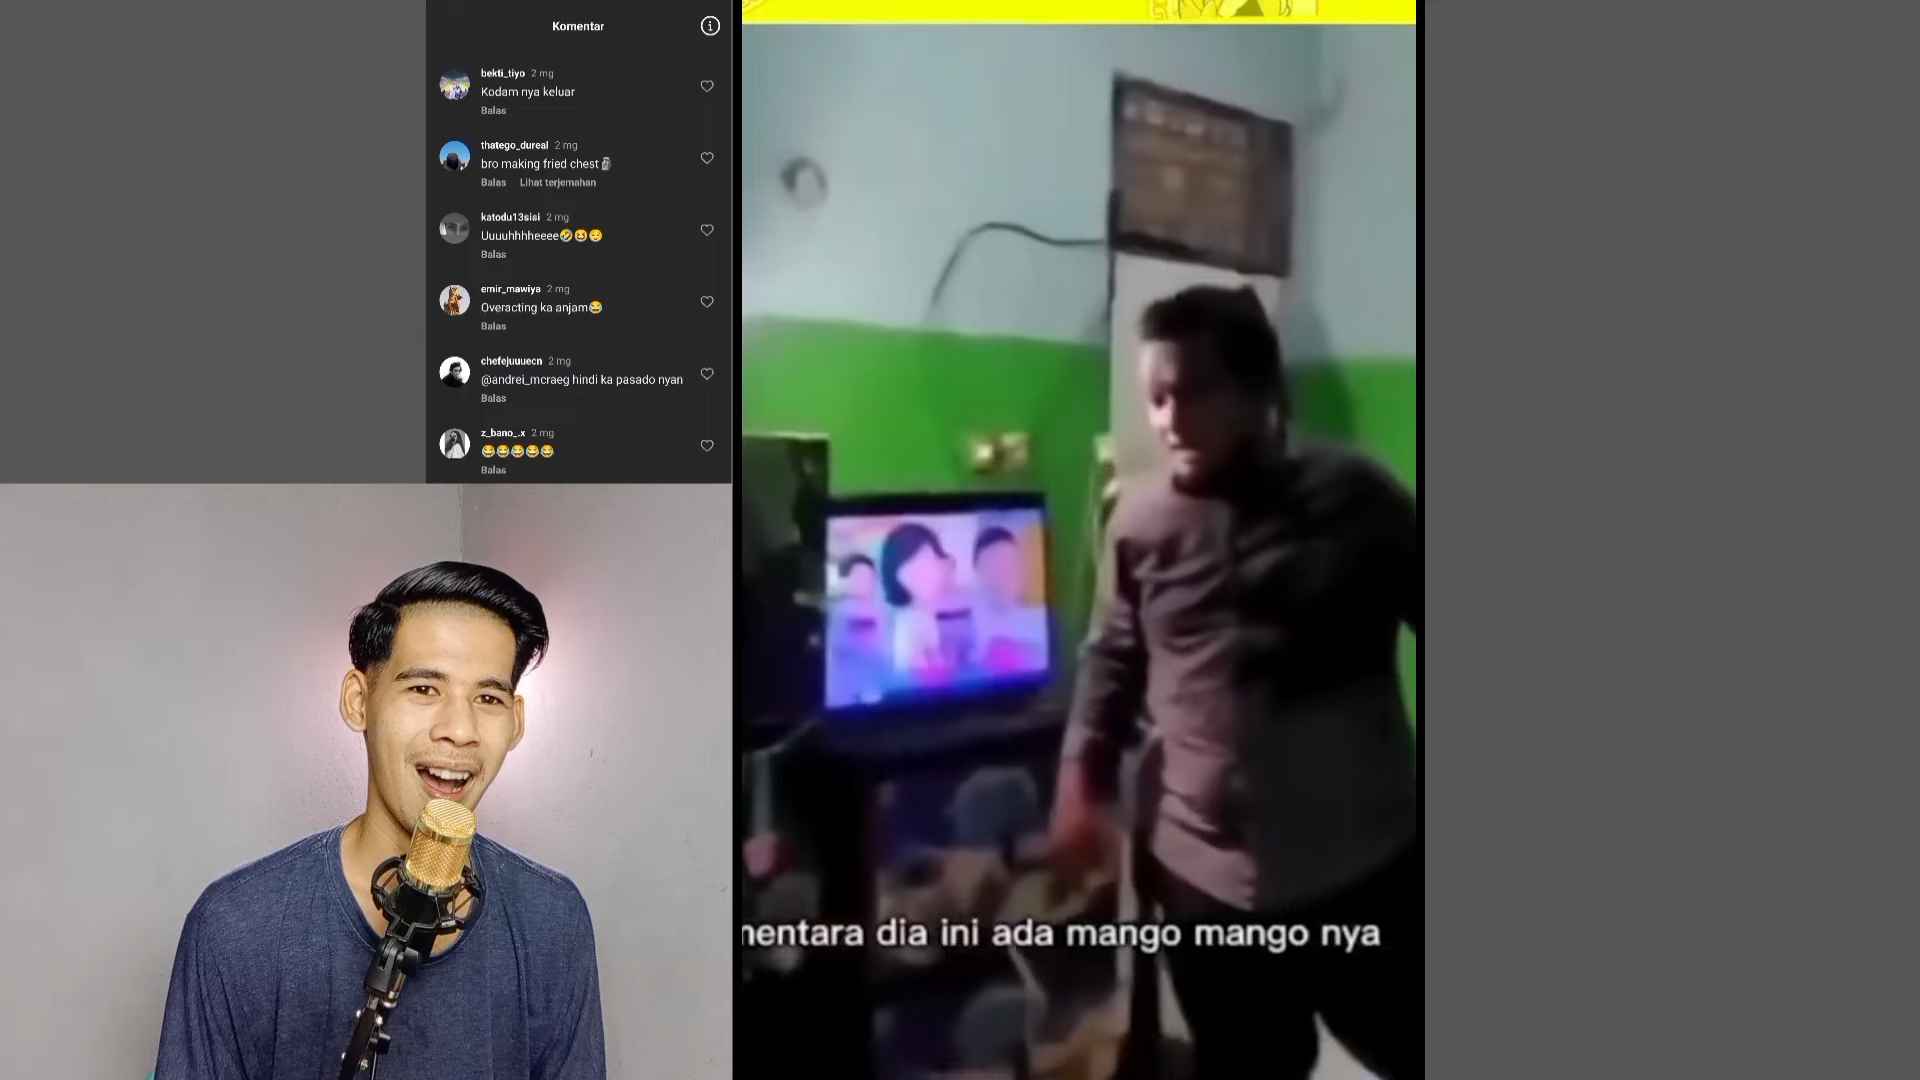 Komentar
bekti_tiyo 2 mg
Kodam nya keluar
Balas
thatego_dureal 2 mg
bro making fried chest🗿
Balas Lihat terjemahan
katodu13sisi 2 mg
Uuuuhhhheeee🤣😆😌
Balas
emir_mawiya 2 mg
Overacting ka anjam😂
Balas
chefejuuuecn 2 mg
@andrei_mcraeg hindi ka pasado nyan
Balas
z_bano_.x 2 mg
😂😂😂😂😂
Balas
mentara dia ini ada mango mango nya